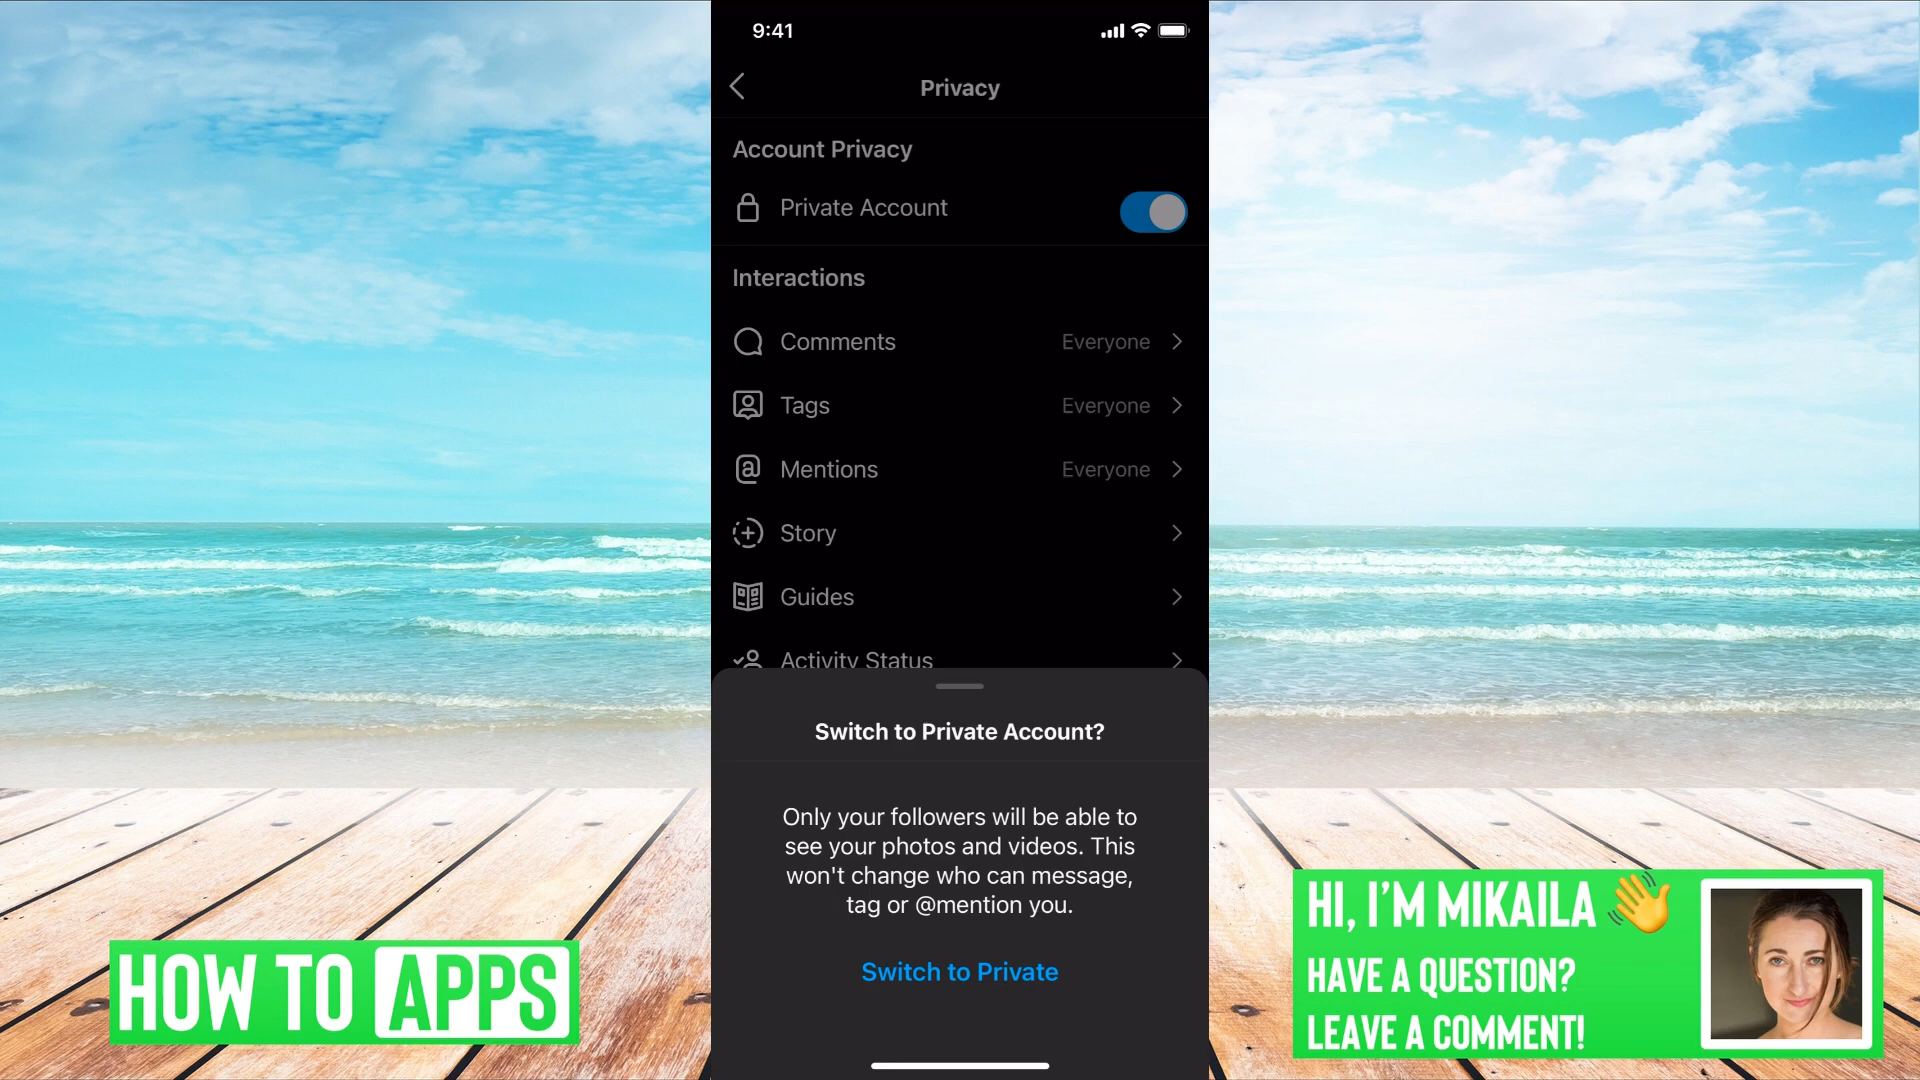 9:41
Privacy
Account Privacy
Private Account
Interactions
Comments Everyone
Tags Everyone
Mentions Everyone
Story
Guides
Activity Status
Switch to Private Account?
Only your followers will be able to
see your photos and videos. This
won't change who can message,
tag or @mention you.
Switch to Private
HOW TO APPS
HI, I'M MIKAILA 👋
HAVE A QUESTION?
LEAVE A COMMENT!